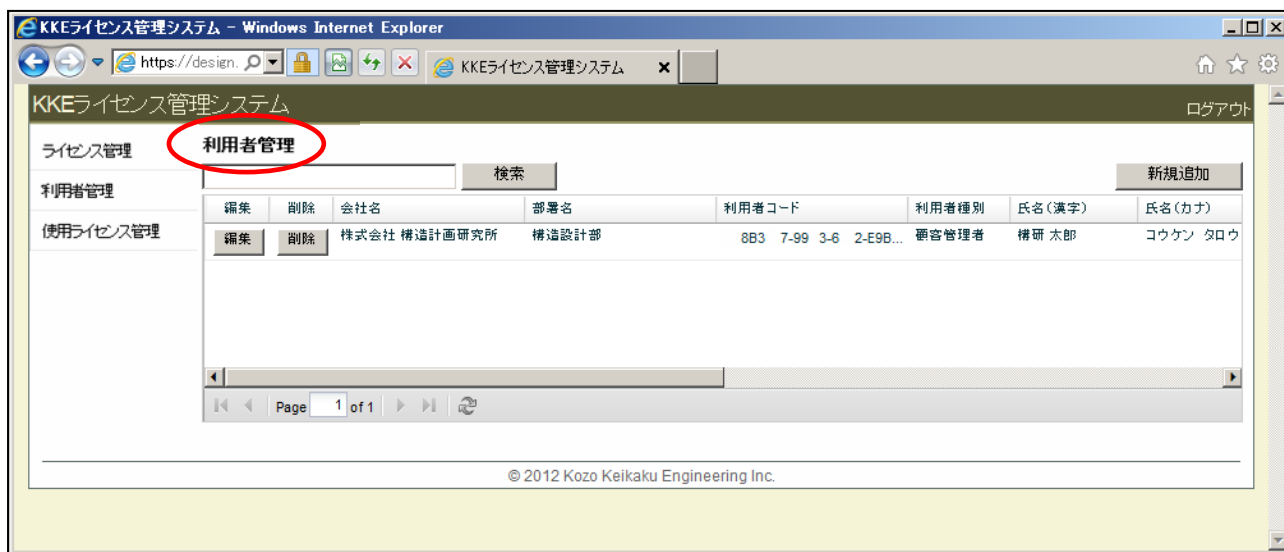 KKEライセンス管理システム - Windows Internet Explorer
https://design.
KKEライセンス管理システム
KKEライセンス管理システム
ログアウト
ライセンス管理
利用者管理
使用ライセンス管理
利用者管理
検索
新規追加
編集 削除 会社名 部署名 利用者コード 利用者種別 氏名(漢字) 氏名(カナ)
編集 削除 株式会社 構造計画研究所 構造設計部 8B3 7-99 3-6 2-E9B... 顧客管理者 構研 太郎 コウケン タロウ
Page 1 of 1
© 2012 Kozo Keikaku Engineering Inc.